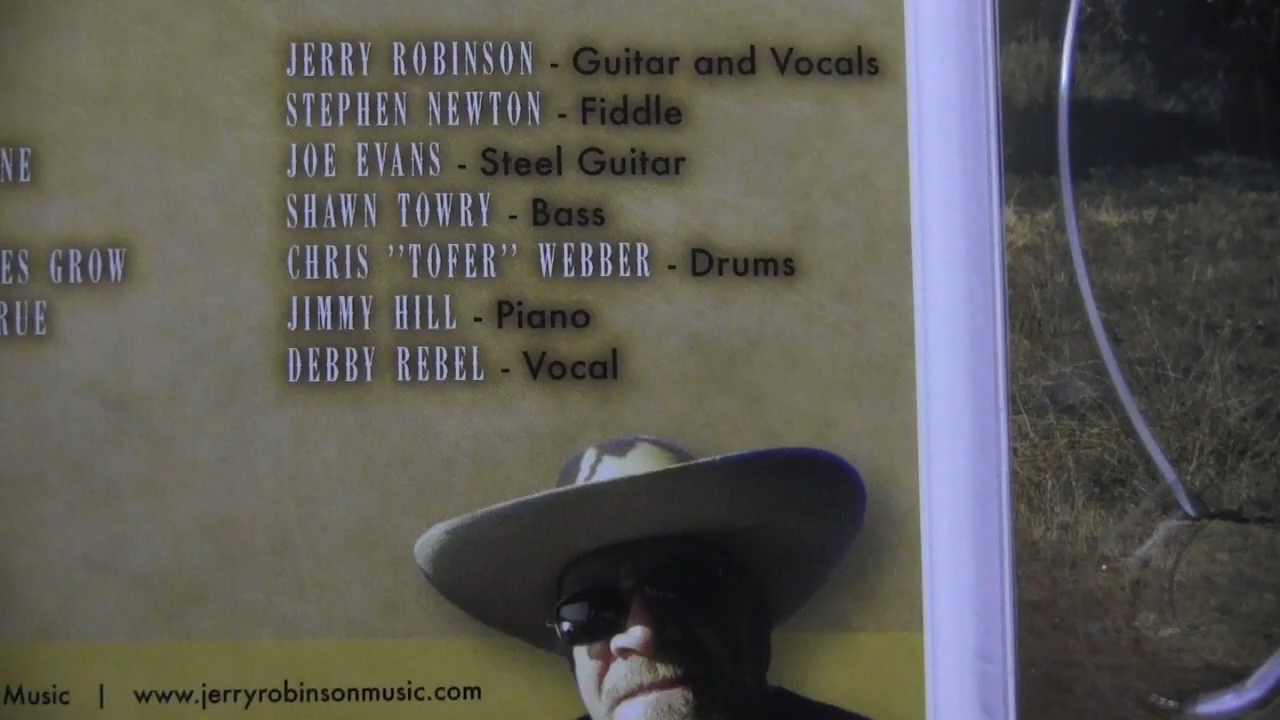 JERRY ROBINSON - Guitar and Vocals
STEPHEN NEWTON - Fiddle
NE
JOE EVANS - Steel Guitar
SHAWN TOWRY - Bass
ES GROW
CHRIS "TOFER" WEBBER - Drums
RUE
JIMMY HILL - Piano
DEBBY REBEL - Vocal
Music | www.jerryrobinsonmusic.com